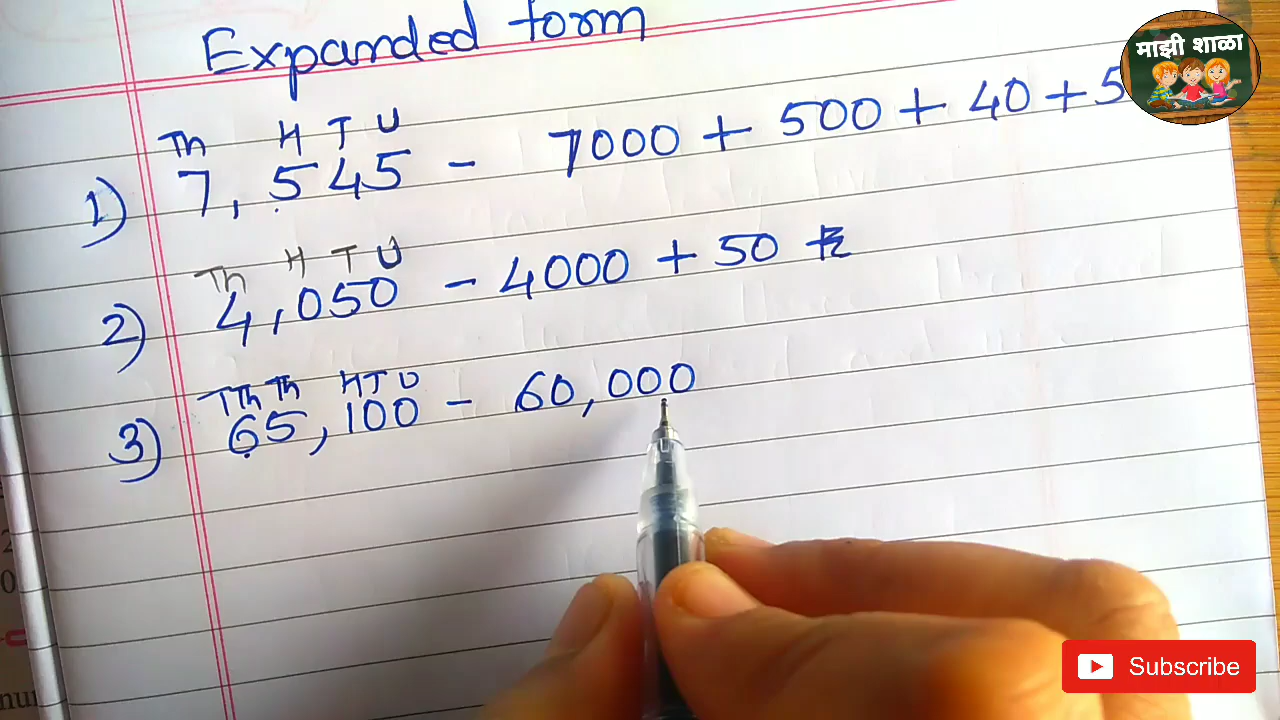 Expanded form
माझी शाळा
Th H T U
1) 7,545 - 7000 + 500 + 40 + 5
Th H T U
2) 4,050 - 4000 + 50
TTh Th H T U
3) 65,100 - 60,000
Subscribe